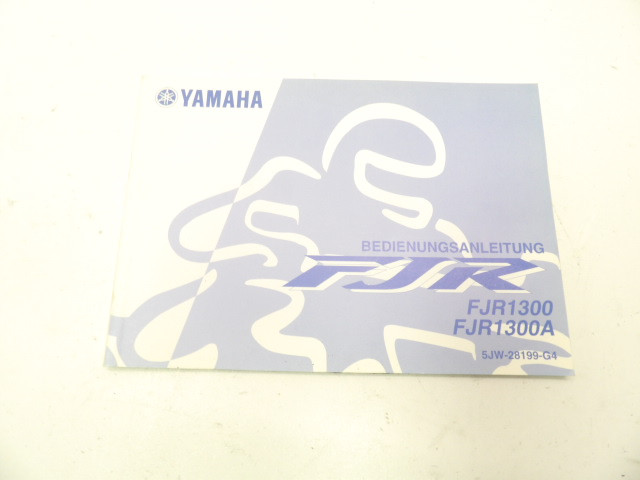 YAMAHA
BEDIENUNGSANLEITUNG
FJR
FJR1300
FJR1300A
5JW-28199-G4